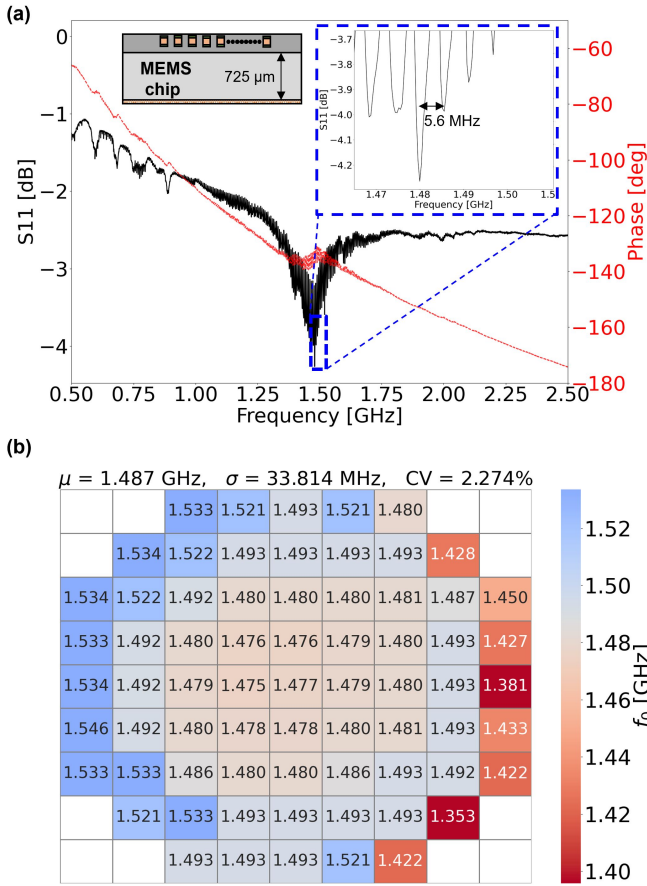 (a)
0
−1
−2
−3
−4
S11 [dB]
MEMS
chip
725 μm
−3.7
−3.8
−3.9
−4.0
−4.1
−4.2
S11 [dB]
5.6 MHz
1.47 1.48 1.49 1.50 1.5
Frequency [GHz]
−60
−80
−100
−120
−140
−160
−180
Phase [deg]
0.50 0.75 1.00 1.25 1.50 1.75 2.00 2.25 2.50
Frequency [GHz]
(b)
μ = 1.487 GHz, σ = 33.814 MHz, CV = 2.274%
1.533 1.521 1.493 1.521 1.480
1.534 1.522 1.493 1.493 1.493 1.493 1.428
1.534 1.522 1.492 1.480 1.480 1.480 1.481 1.487 1.450
1.533 1.492 1.480 1.476 1.476 1.479 1.480 1.493 1.427
1.534 1.492 1.479 1.475 1.477 1.479 1.480 1.493 1.381
1.546 1.492 1.480 1.478 1.478 1.480 1.481 1.493 1.433
1.533 1.533 1.486 1.480 1.480 1.486 1.493 1.492 1.422
1.521 1.533 1.493 1.493 1.493 1.493 1.353
1.493 1.493 1.493 1.521 1.422
1.52
1.50
1.48
1.46
1.44
1.42
1.40
f₀ [GHz]